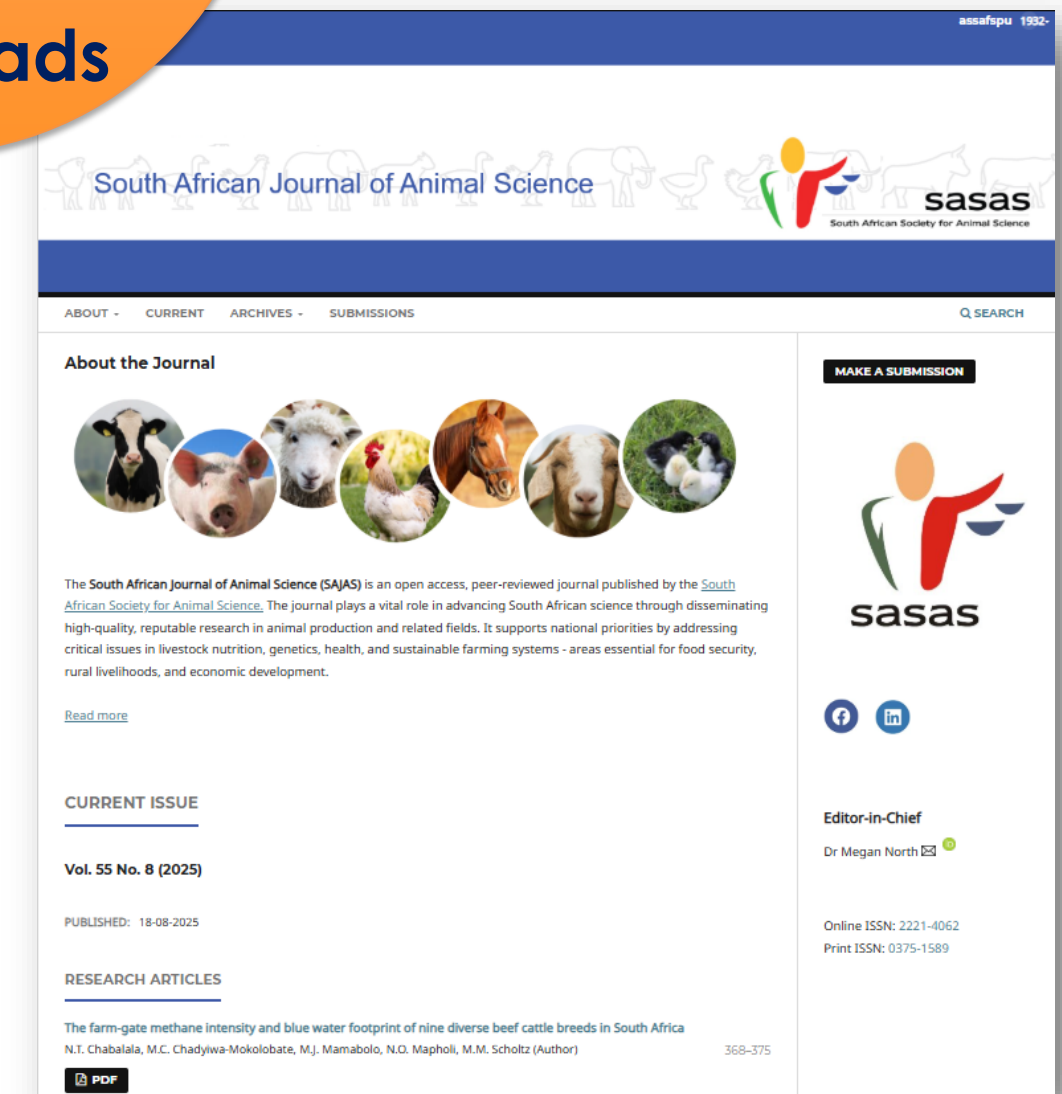 ads
assafspu 1932-
South African Journal of Animal Science
sasas
South African Society for Animal Science
ABOUT CURRENT ARCHIVES SUBMISSIONS SEARCH
About the Journal
MAKE A SUBMISSION
sasas
The South African Journal of Animal Science (SAJAS) is an open access, peer-reviewed journal published by the South
African Society for Animal Science. The journal plays a vital role in advancing South African science through disseminating
high-quality, reputable research in animal production and related fields. It supports national priorities by addressing
critical issues in livestock nutrition, genetics, health, and sustainable farming systems - areas essential for food security,
rural livelihoods, and economic development.
Read more
CURRENT ISSUE
Vol. 55 No. 8 (2025)
PUBLISHED: 18-08-2025
RESEARCH ARTICLES
The farm-gate methane intensity and blue water footprint of nine diverse beef cattle breeds in South Africa
N.T. Chabalala, M.C. Chadyiwa-Mokolobate, M.J. Mamabolo, N.O. Mapholi, M.M. Scholtz (Author) 368–375
PDF
f in
Editor-in-Chief
Dr Megan North iD
Online ISSN: 2221-4062
Print ISSN: 0375-1589